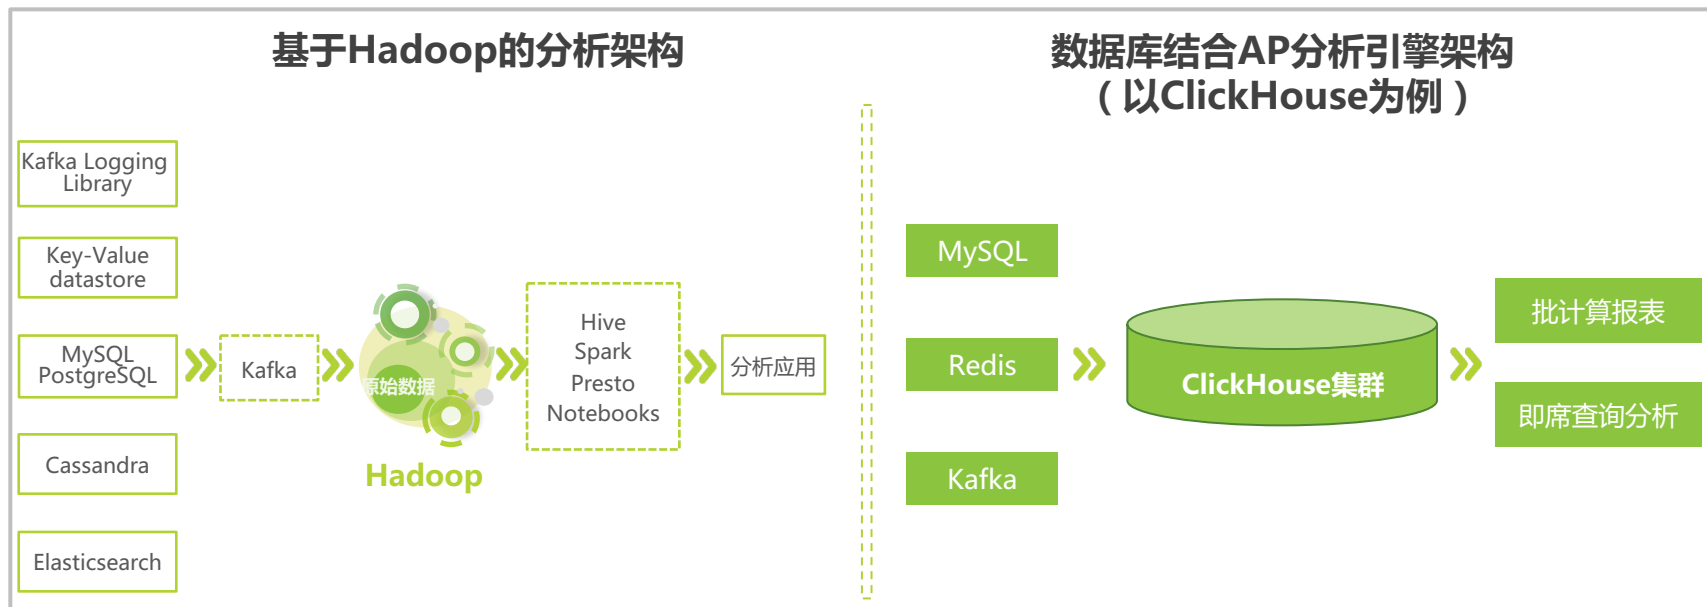 基于Hadoop的分析架构
Kafka Logging
Library
Key-Value
datastore
MySQL
PostgreSQL
Cassandra
Elasticsearch
Kafka
原始数据
Hadoop
Hive
Spark
Presto
Notebooks
分析应用
数据库结合AP分析引擎架构
（以ClickHouse为例）
MySQL
Redis
Kafka
ClickHouse集群
批计算报表
即席查询分析